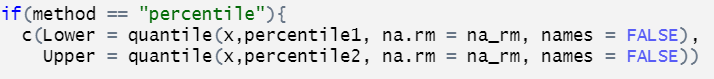 if(method == "percentile"){
  c(Lower = quantile(x,percentile1, na.rm = na_rm, names = FALSE),
    Upper = quantile(x,percentile2, na.rm = na_rm, names = FALSE))